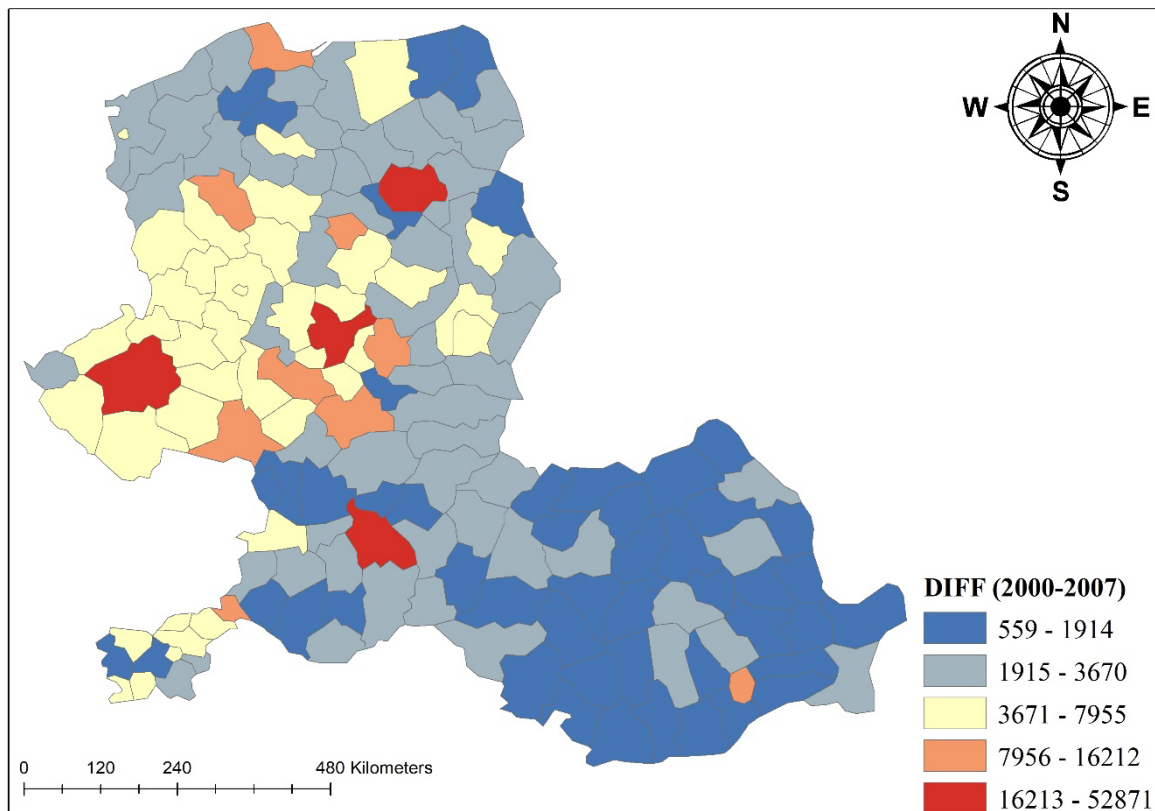 N
W E
S
DIFF (2000-2007)
559 - 1914
1915 - 3670
3671 - 7955
7956 - 16212
16213 - 52871
0 120 240 480 Kilometers